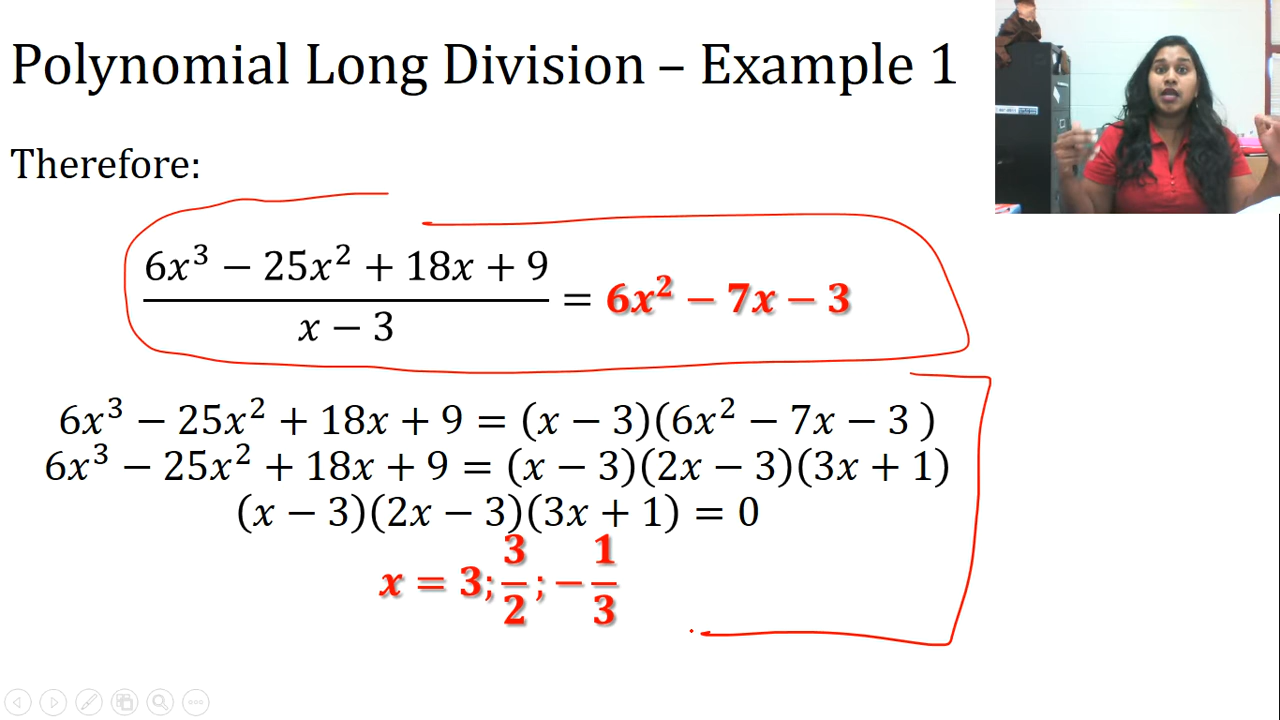 Polynomial Long Division – Example 1
Therefore:
6x³ − 25x² + 18x + 9
x − 3
= 6x² − 7x − 3
6x³ − 25x² + 18x + 9 = (x − 3)(6x² − 7x − 3 )
6x³ − 25x² + 18x + 9 = (x − 3)(2x − 3)(3x + 1)
(x − 3)(2x − 3)(3x + 1) = 0
x = 3; 3/2 ; − 1/3